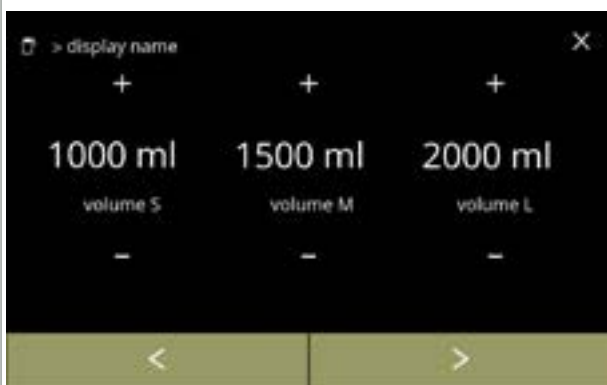 > display name ×
+ + +
1000 ml 1500 ml 2000 ml
volume S volume M volume L
− − −
< >